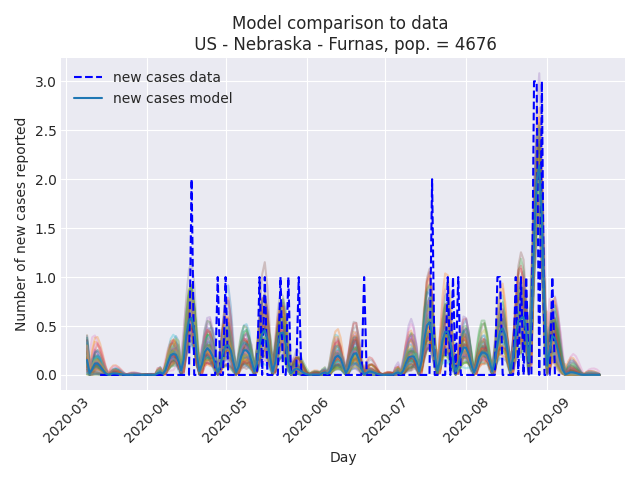 Model comparison to data
US - Nebraska - Furnas, pop. = 4676
new cases data
new cases model
Number of new cases reported
3.0
2.5
2.0
1.5
1.0
0.5
0.0
2020-03
2020-04
2020-05
2020-06
2020-07
2020-08
2020-09
Day